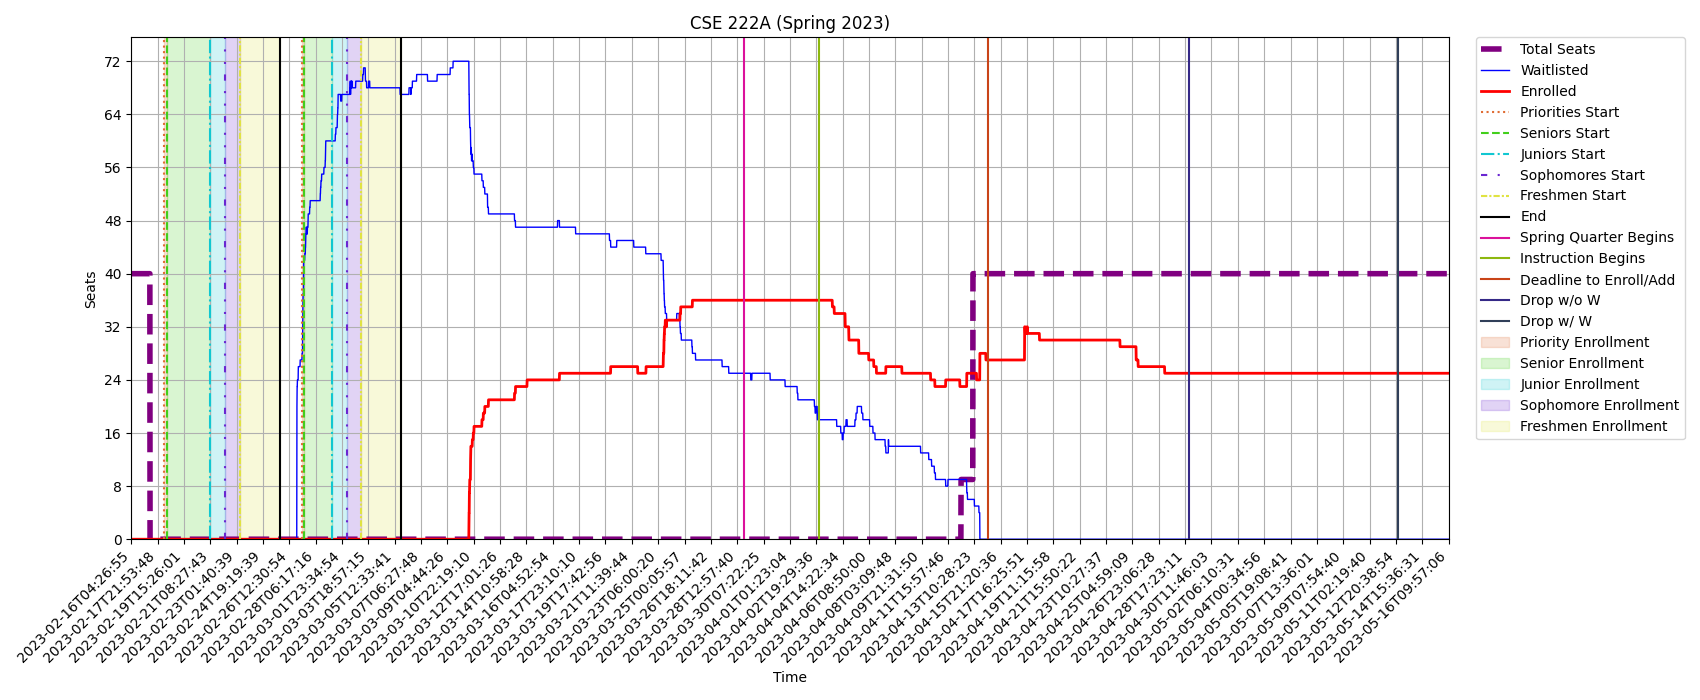 CSE 222A (Spring 2023)
Seats
72
64
56
48
40
32
24
16
8
0
2023-02-16T04:26:53
2023-02-17T21:53:48
2023-02-19T15:26:01
2023-02-21T08:27:43
2023-02-23T01:40:39
2023-02-24T19:19:39
2023-02-26T12:30:54
2023-02-28T06:17:16
2023-03-01T23:34:54
2023-03-03T18:57:15
2023-03-05T12:33:41
2023-03-07T06:27:48
2023-03-09T04:44:26
2023-03-10T22:19:10
2023-03-12T17:01:26
2023-03-14T10:58:28
2023-03-16T04:52:54
2023-03-17T23:10:10
2023-03-19T17:42:56
2023-03-21T11:39:44
2023-03-23T06:00:20
2023-03-25T00:05:57
2023-03-26T18:11:42
2023-03-28T12:57:40
2023-03-30T07:22:25
2023-04-01T01:23:04
2023-04-02T19:29:36
2023-04-04T14:22:34
2023-04-06T08:50:00
2023-04-08T03:09:48
2023-04-09T21:31:50
2023-04-11T15:57:46
2023-04-13T10:28:23
2023-04-15T21:20:36
2023-04-17T16:25:51
2023-04-19T11:15:58
2023-04-21T15:50:22
2023-04-23T10:27:37
2023-04-25T04:59:09
2023-04-26T23:06:28
2023-04-28T17:23:11
2023-04-30T11:46:03
2023-05-02T06:10:31
2023-05-04T00:34:56
2023-05-05T19:08:41
2023-05-07T13:36:01
2023-05-09T07:54:40
2023-05-11T02:19:40
2023-05-12T20:38:54
2023-05-14T15:36:31
2023-05-16T09:57:06
Time
Total Seats
Waitlisted
Enrolled
Priorities Start
Seniors Start
Juniors Start
Sophomores Start
Freshmen Start
End
Spring Quarter Begins
Instruction Begins
Deadline to Enroll/Add
Drop w/o W
Drop w/ W
Priority Enrollment
Senior Enrollment
Junior Enrollment
Sophomore Enrollment
Freshmen Enrollment